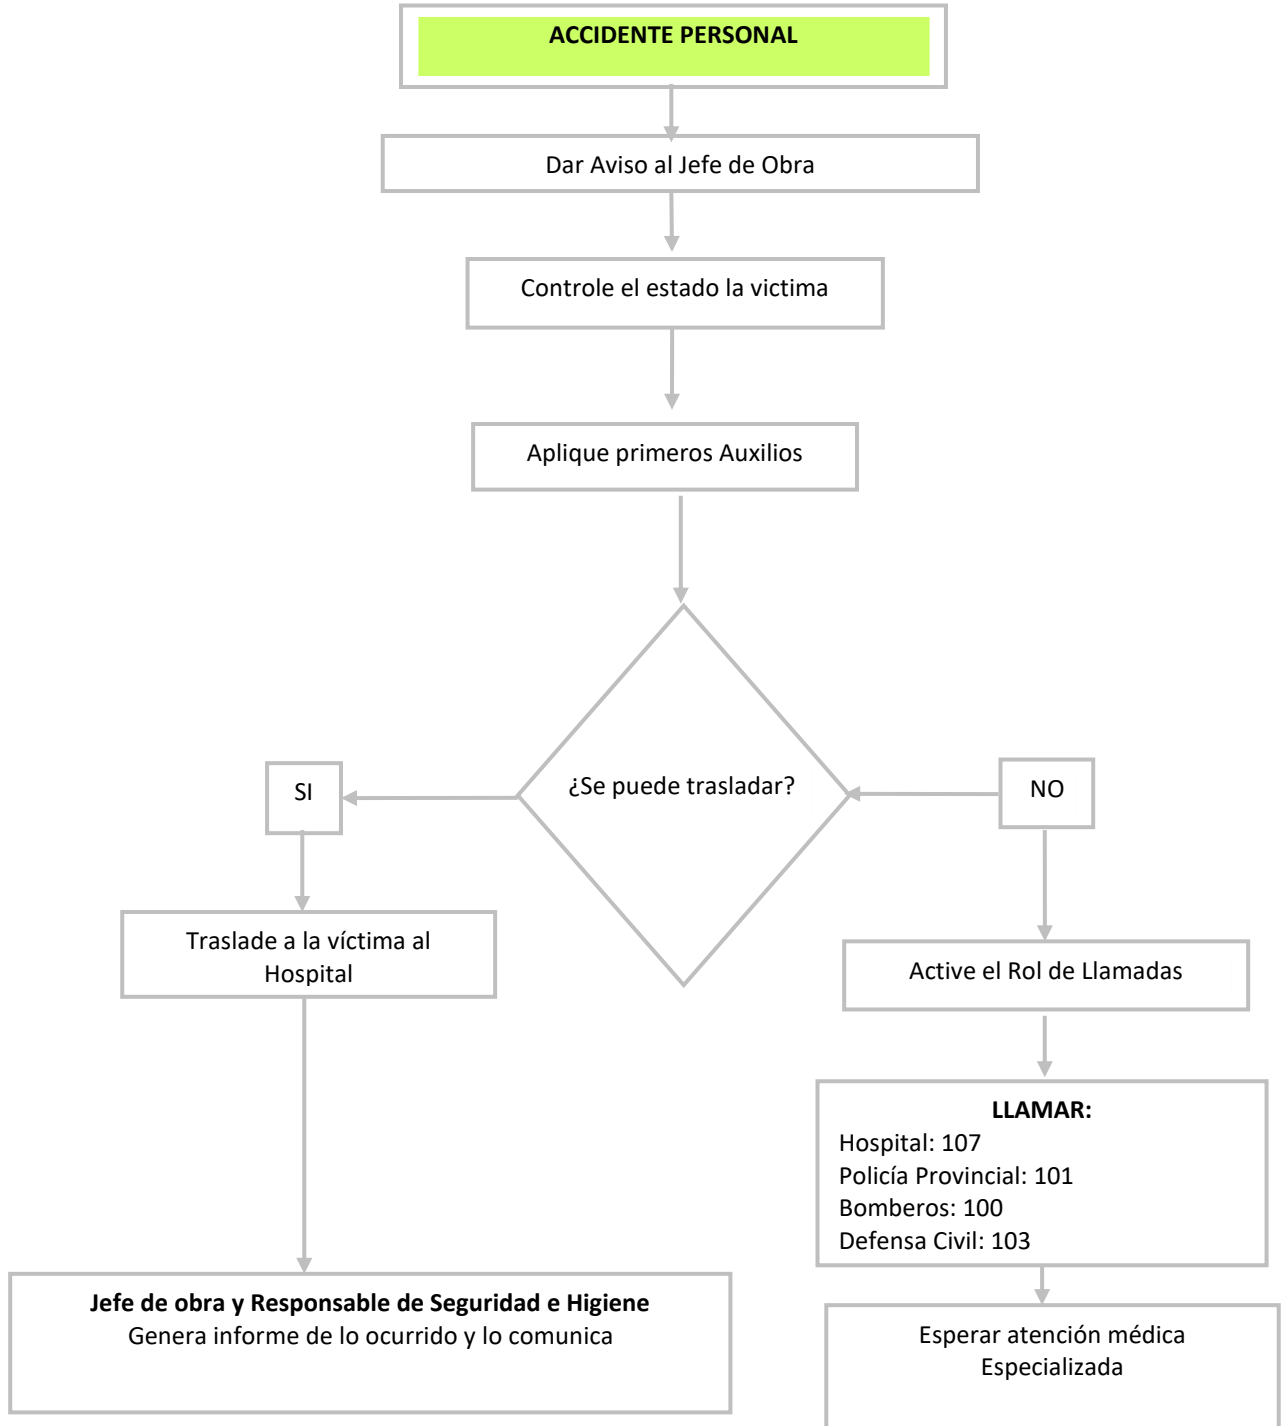 ACCIDENTE PERSONAL
Dar Aviso al Jefe de Obra
Controle el estado la victima
Aplique primeros Auxilios
¿Se puede trasladar?
SI
NO
Traslade a la víctima al
Hospital
Active el Rol de Llamadas
LLAMAR:
Hospital: 107
Policía Provincial: 101
Bomberos: 100
Defensa Civil: 103
Jefe de obra y Responsable de Seguridad e Higiene
Genera informe de lo ocurrido y lo comunica
Esperar atención médica
Especializada